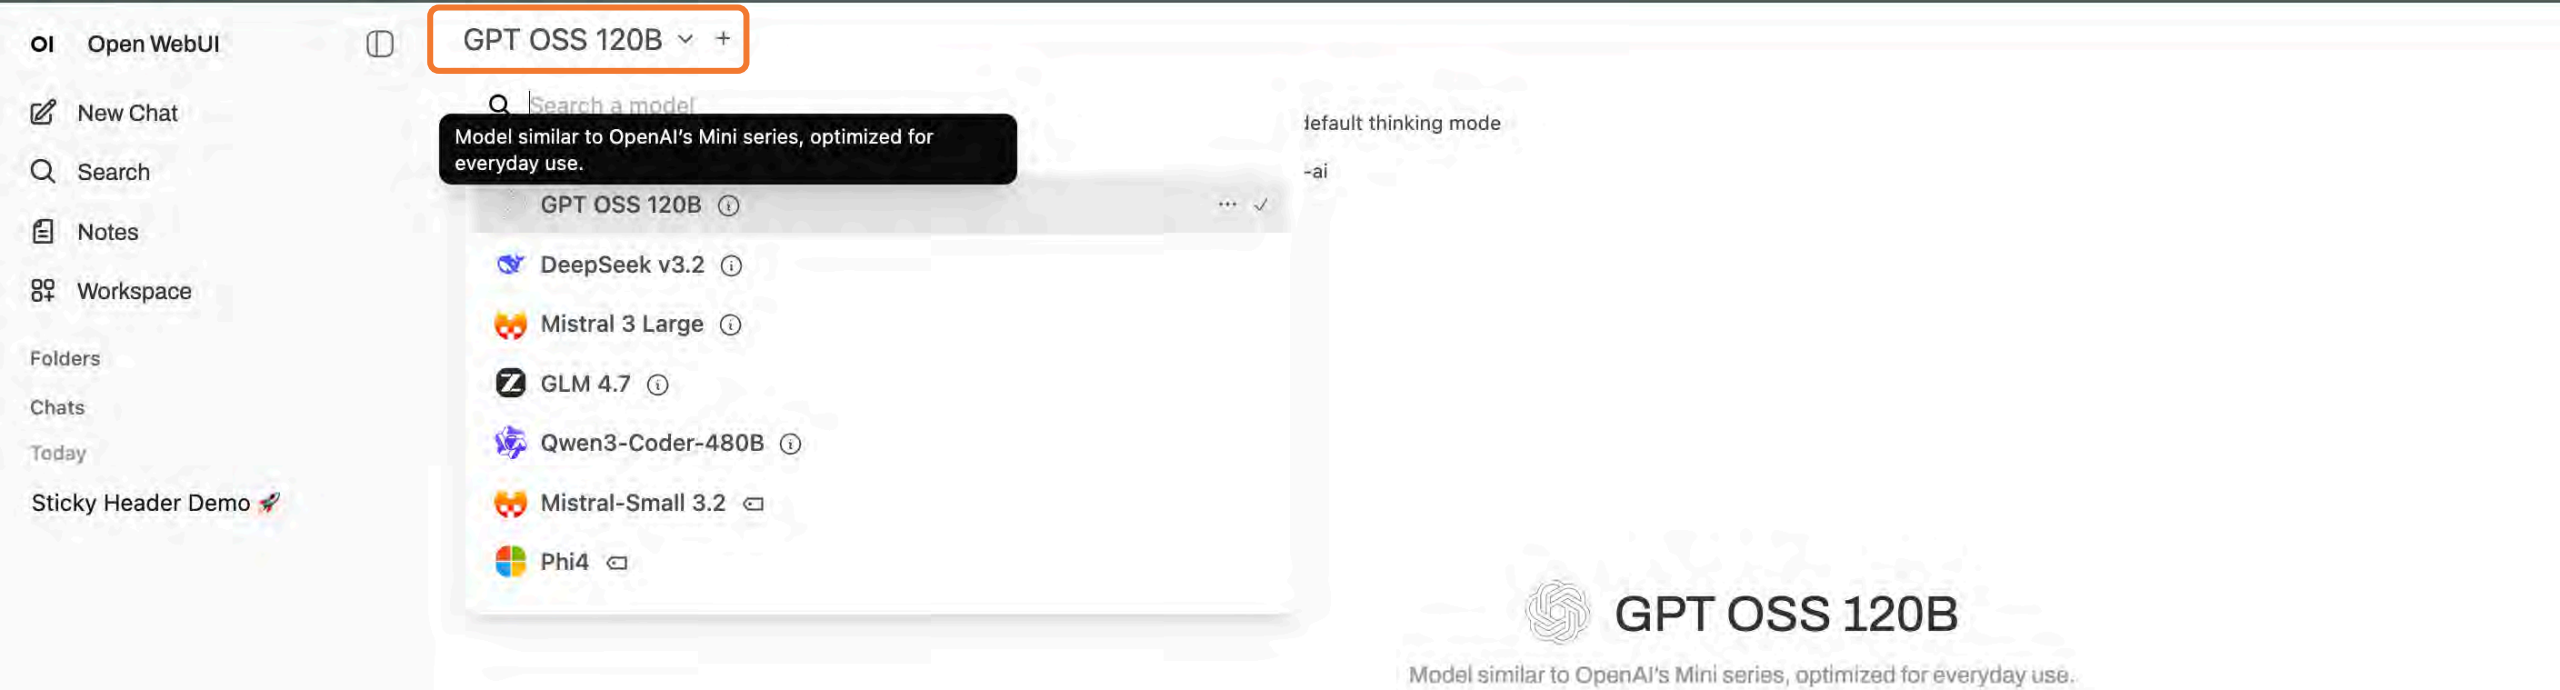 OI Open WebUI
GPT OSS 120B
New Chat
Search
Notes
Workspace
Folders
Chats
Today
Sticky Header Demo 🚀
Search a model
Model similar to OpenAI's Mini series, optimized for
everyday use.
GPT OSS 120B
DeepSeek v3.2
Mistral 3 Large
GLM 4.7
Qwen3-Coder-480B
Mistral-Small 3.2
Phi4
default thinking mode
-ai
GPT OSS 120B
Model similar to OpenAI's Mini series, optimized for everyday use.